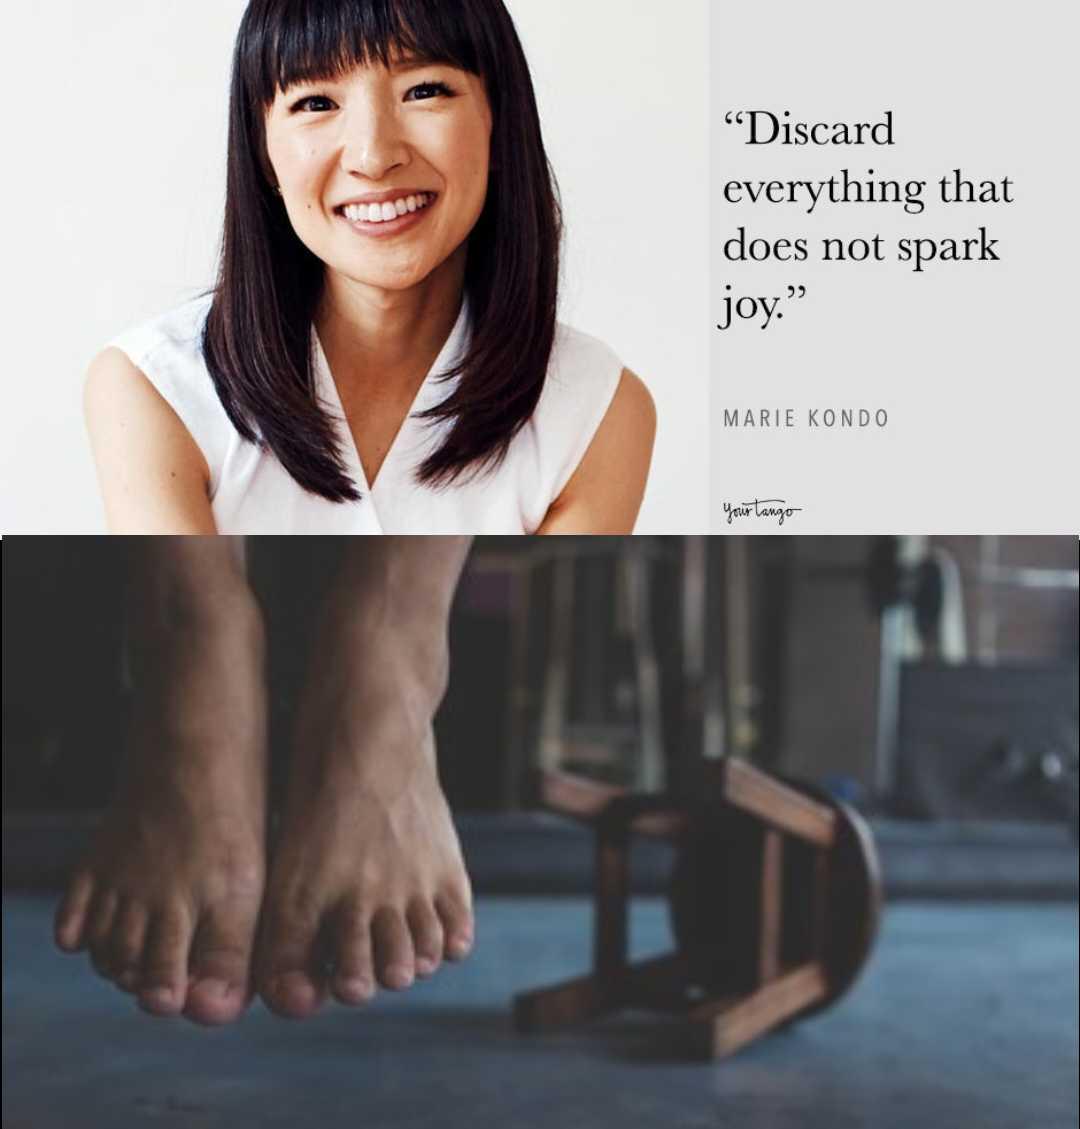 “Discard
everything that
does not spark
joy.”
MARIE KONDO
YourTango